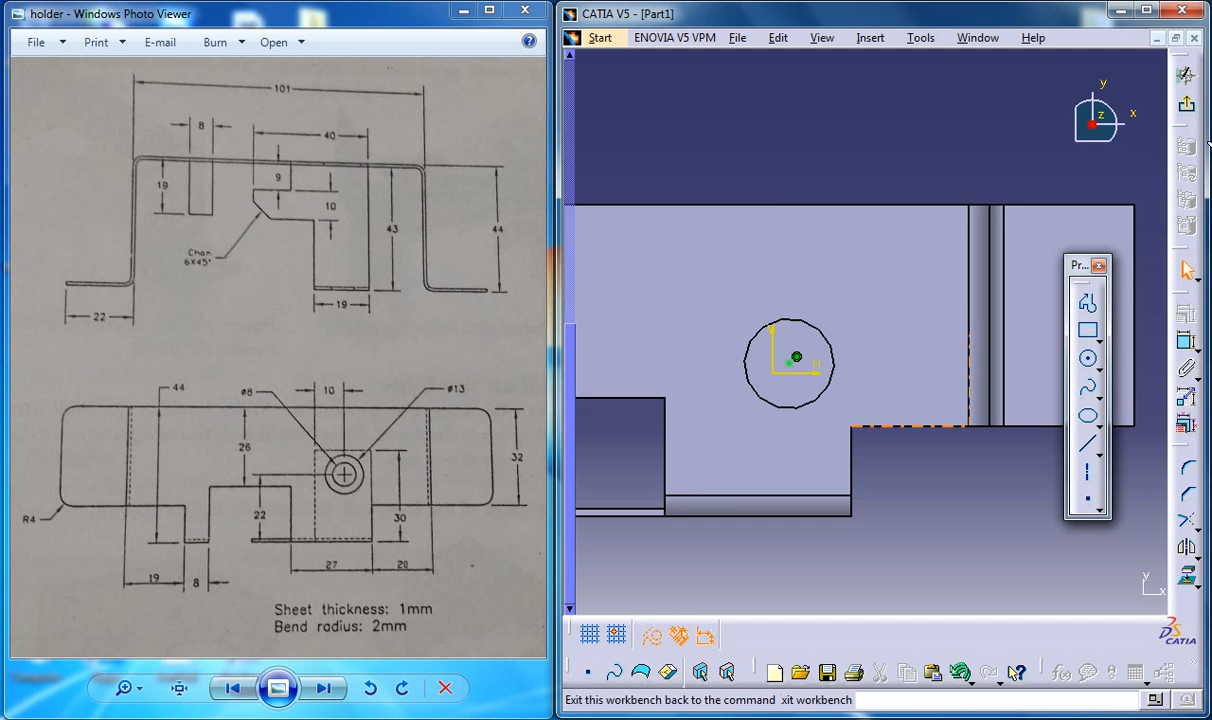 holder - Windows Photo Viewer
File Print E-mail Burn Open
101
8
40
19
9
10
43
44
Chan
6X45°
22
19
44
ø8
10
ø13
26
32
22
30
R4
27
20
19
8
Sheet thickness: 1mm
Bend radius: 2mm
CATIA V5 - [Part1]
Start ENOVIA V5 VPM File Edit View Insert Tools Window Help
y
z
x
Pr...
H
y
x
DS
CATIA
f(x)
Exit this workbench back to the command xit workbench